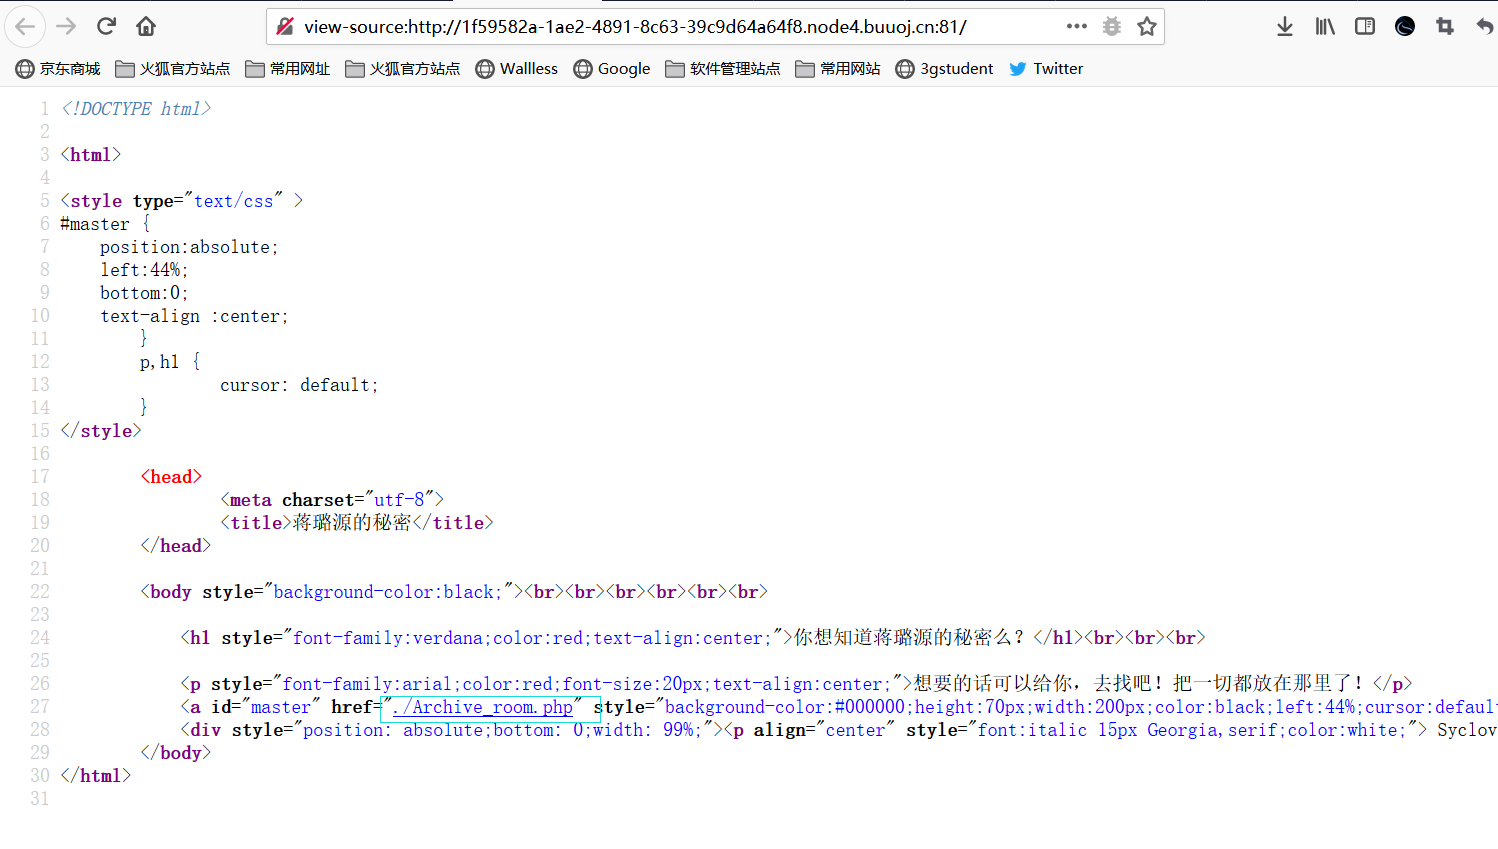 view-source:http://1f59582a-1ae2-4891-8c63-39c9d64a64f8.node4.buuoj.cn:81/
京东商城 火狐官方站点 常用网址 火狐官方站点 Wallless Google 软件管理站点 常用网站 3gstudent Twitter
1 <!DOCTYPE html>
2
3 <html>
4
5 <style type="text/css" >
6 #master {
7     position:absolute;
8     left:44%;
9     bottom:0;
10     text-align :center;
11         }
12         p,h1 {
13                 cursor: default;
14         }
15 </style>
16
17         <head>
18                 <meta charset="utf-8">
19                 <title>蒋璐源的秘密</title>
20         </head>
21
22         <body style="background-color:black;"><br><br><br><br><br><br>
23
24             <h1 style="font-family:verdana;color:red;text-align:center;">你想知道蒋璐源的秘密么？</h1><br><br><br>
25
26             <p style="font-family:arial;color:red;font-size:20px;text-align:center;">想要的话可以给你，去找吧！把一切都放在那里了！</p>
27             <a id="master" href="./Archive_room.php" style="background-color:#000000;height:70px;width:200px;color:black;left:44%;cursor:defaul
28             <div style="position: absolute;bottom: 0;width: 99%;"><p align="center" style="font:italic 15px Georgia,serif;color:white;"> Syclov
29         </body>
30 </html>
31